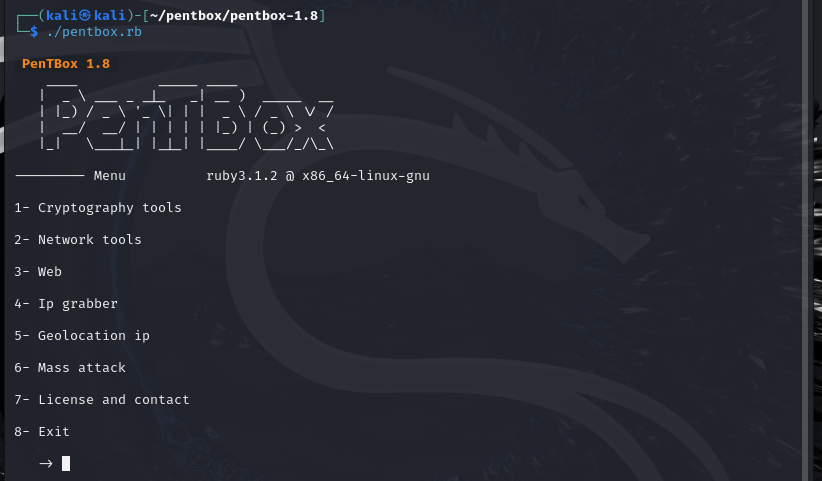 ┌──(kali㉿kali)-[~/pentbox/pentbox-1.8]
└─$ ./pentbox.rb
PenTBox 1.8
PenTBox
───────── Menu          ruby3.1.2 @ x86_64-linux-gnu
1- Cryptography tools
2- Network tools
3- Web
4- Ip grabber
5- Geolocation ip
6- Mass attack
7- License and contact
8- Exit
→